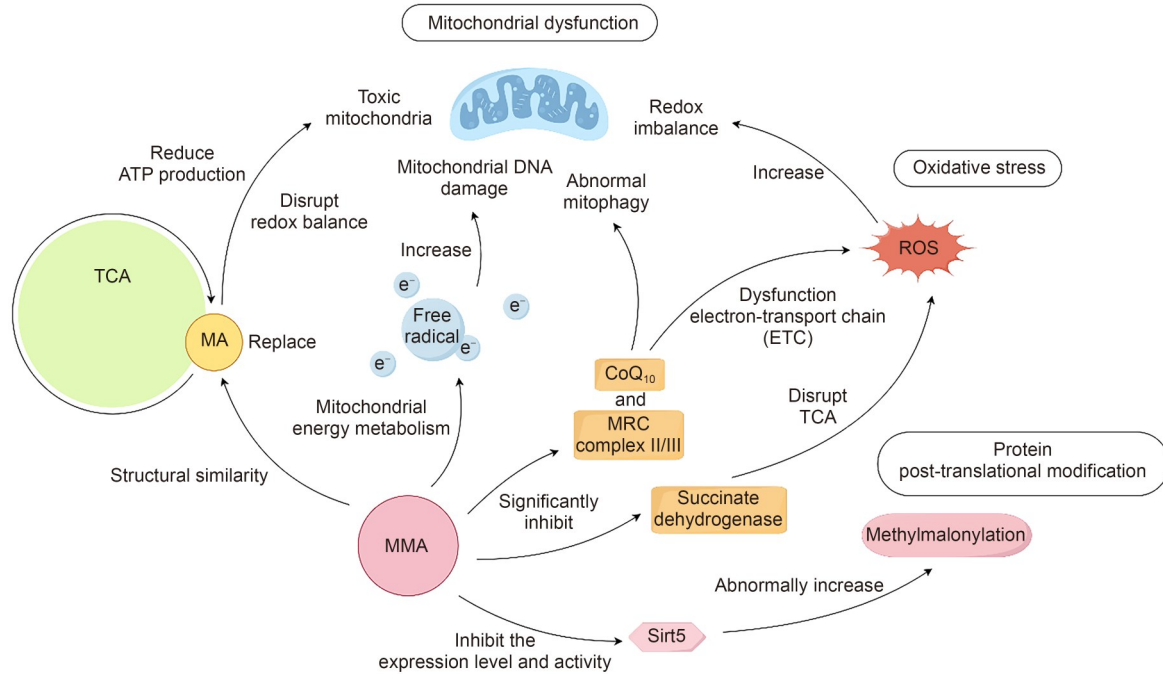 Mitochondrial dysfunction
Toxic
mitochondria
Redox
imbalance
Reduce
ATP production
Mitochondrial DNA
damage
Abnormal
mitophagy
Increase
Oxidative stress
Disrupt
redox balance
Increase
ROS
TCA
e⁻
e⁻
Free
radical
e⁻
e⁻
Dysfunction
electron-transport chain
(ETC)
MA
Replace
CoQ₁₀
and
MRC
complex II/III
Disrupt
TCA
Mitochondrial
energy metabolism
Protein
post-translational modification
Structural similarity
Significantly
inhibit
Succinate
dehydrogenase
MMA
Methylmalonylation
Abnormally increase
Inhibit the
expression level and activity
Sirt5